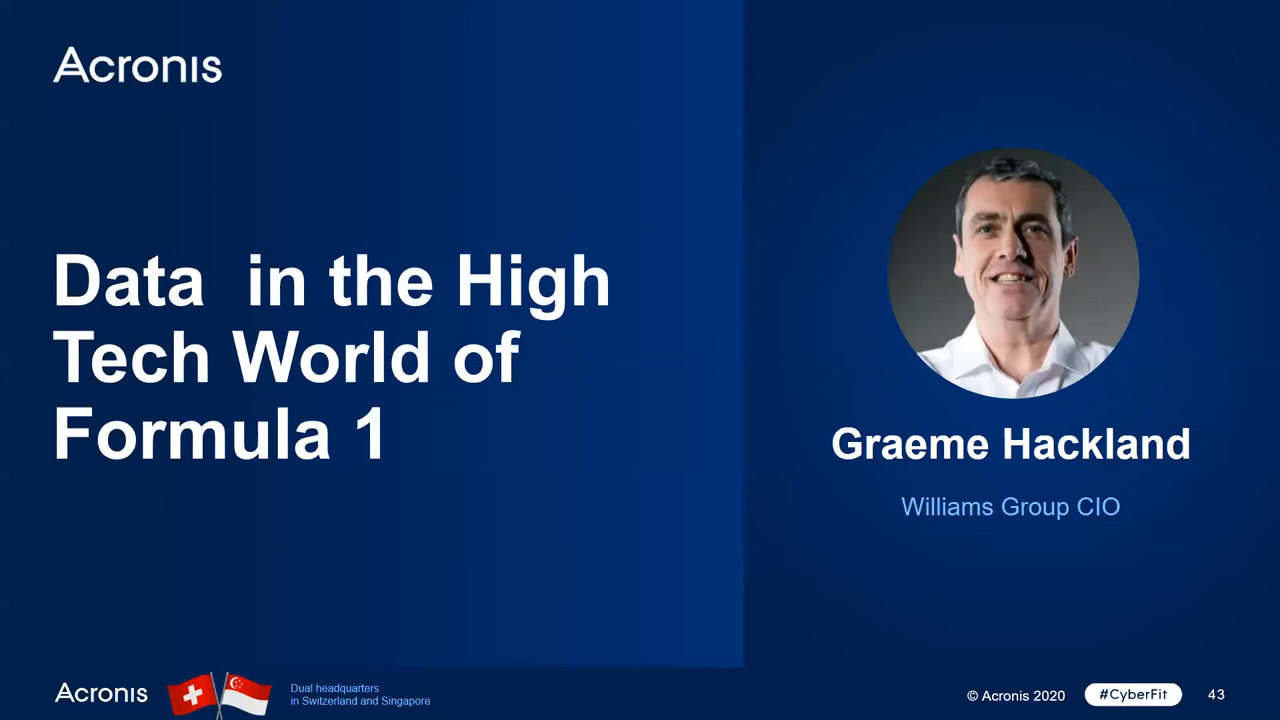 Acronis
Data  in the High
Tech World of
Formula 1
Graeme Hackland
Williams Group CIO
Acronis
Dual headquarters
in Switzerland and Singapore
© Acronis 2020
#CyberFit
43